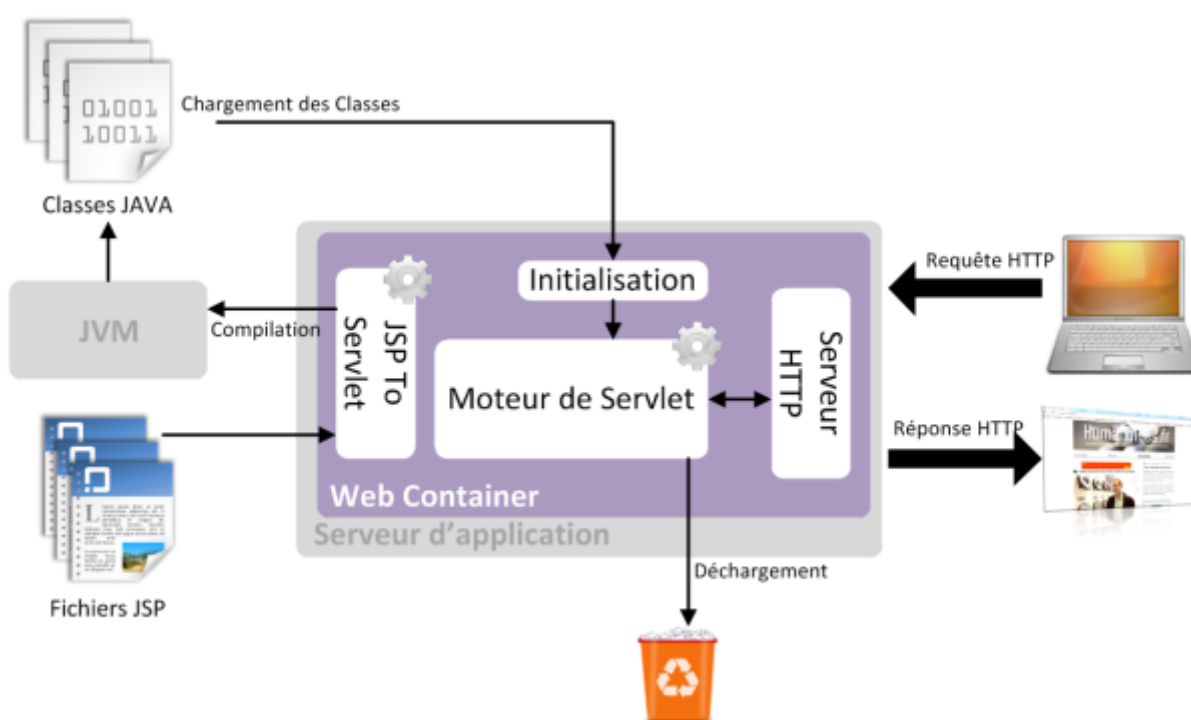 01001
10011
Chargement des Classes
Classes JAVA
JVM
Compilation
Initialisation
JSP To
Servlet
Moteur de Servlet
Serveur
HTTP
Requête HTTP
Réponse HTTP
Web Container
Serveur d'application
Déchargement
Fichiers JSP